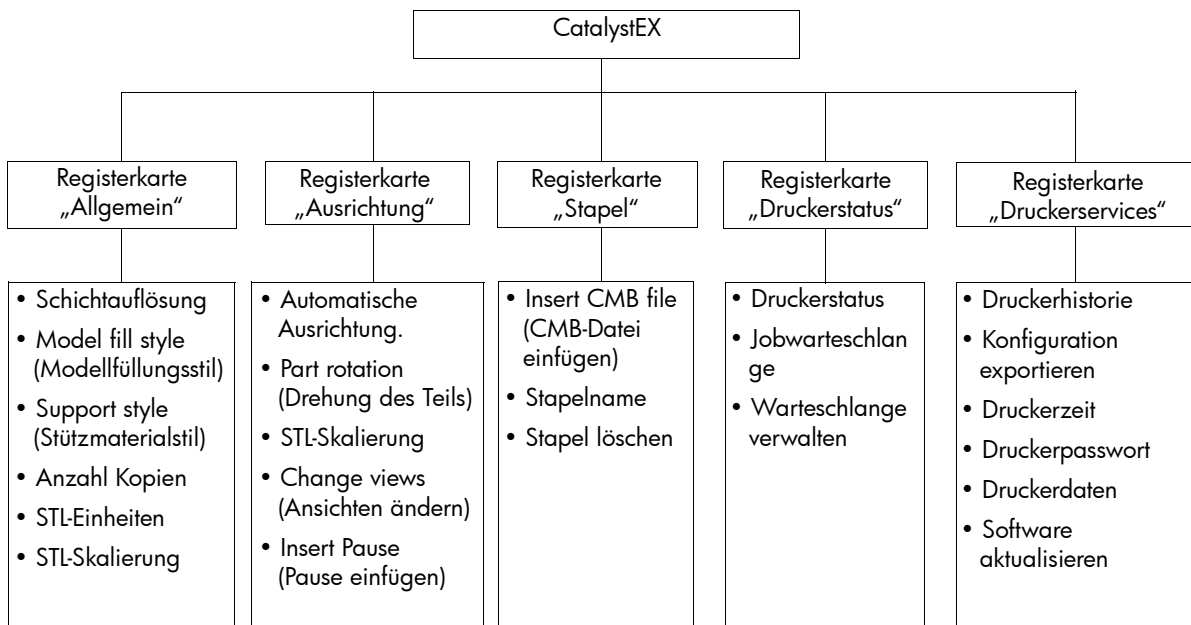 CatalystEX
Registerkarte
„Allgemein“
Registerkarte
„Ausrichtung“
Registerkarte
„Stapel“
Registerkarte
„Druckerstatus“
Registerkarte
„Druckerservices“
• Schichtauflösung
• Model fill style
(Modellfüllungsstil)
• Support style
(Stützmaterialstil)
• Anzahl Kopien
• STL-Einheiten
• STL-Skalierung
• Automatische
Ausrichtung.
• Part rotation
(Drehung des Teils)
• STL-Skalierung
• Change views
(Ansichten ändern)
• Insert Pause
(Pause einfügen)
• Insert CMB file
(CMB-Datei
einfügen)
• Stapelname
• Stapel löschen
• Druckerstatus
• Jobwarteschlan
ge
• Warteschlange
verwalten
• Druckerhistorie
• Konfiguration
exportieren
• Druckerzeit
• Druckerpasswort
• Druckerdaten
• Software
aktualisieren